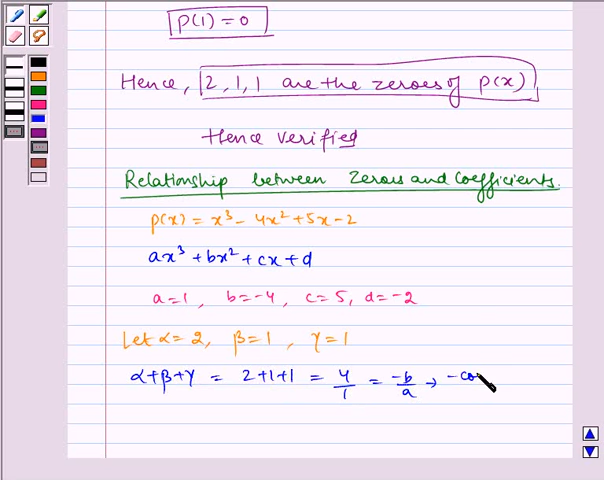 P(1) = 0
Hence, 2, 1, 1 are the zeroes of p(x)
Hence verified
Relationship between zeroes and coefficients.
p(x) = x³ - 4x² + 5x - 2
ax³ + bx² + cx + d
a = 1, b = -4, c = 5, d = -2
Let α = 2, β = 1, γ = 1
α + β + γ = 2 + 1 + 1 = 4/1 = -b/a → -co